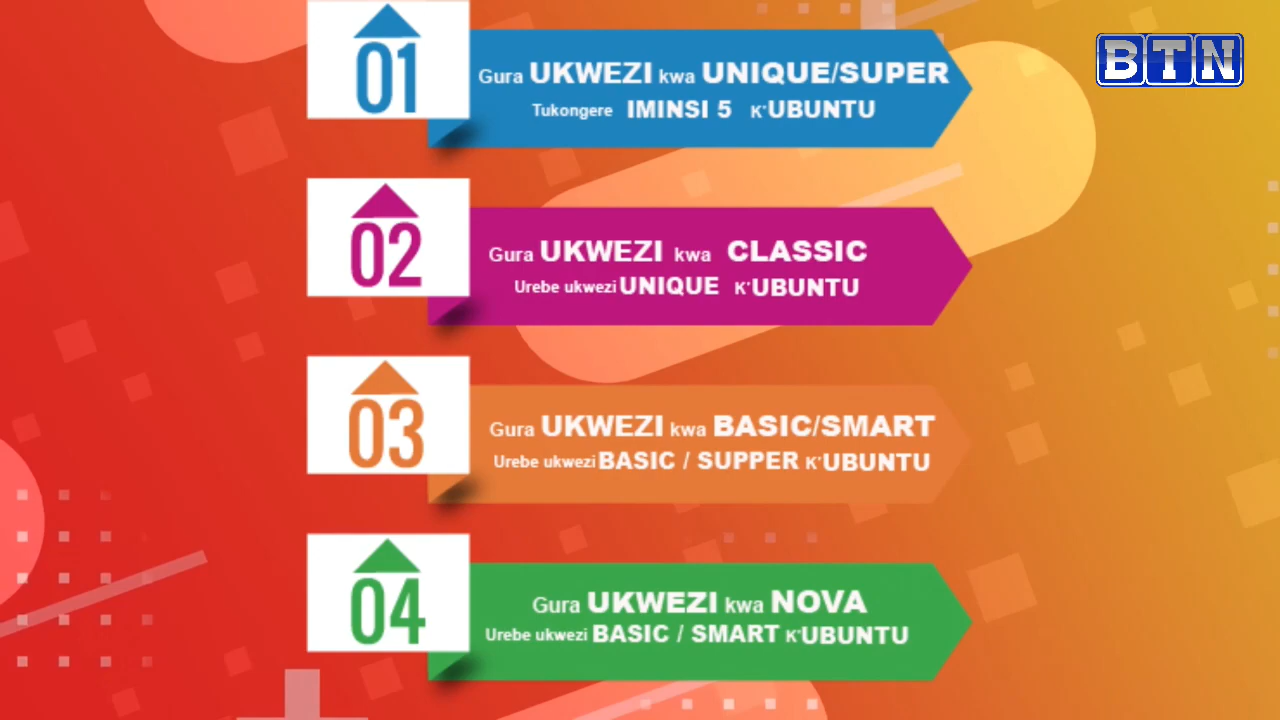 01
Gura UKWEZI kwa UNIQUE/SUPER
Tukongere IMINSI 5 K'UBUNTU
BTN
02
Gura UKWEZI kwa CLASSIC
Urebe ukwezi UNIQUE K'UBUNTU
03
Gura UKWEZI kwa BASIC/SMART
Urebe ukwezi BASIC / SUPPER K'UBUNTU
04
Gura UKWEZI kwa NOVA
Urebe ukwezi BASIC / SMART K'UBUNTU